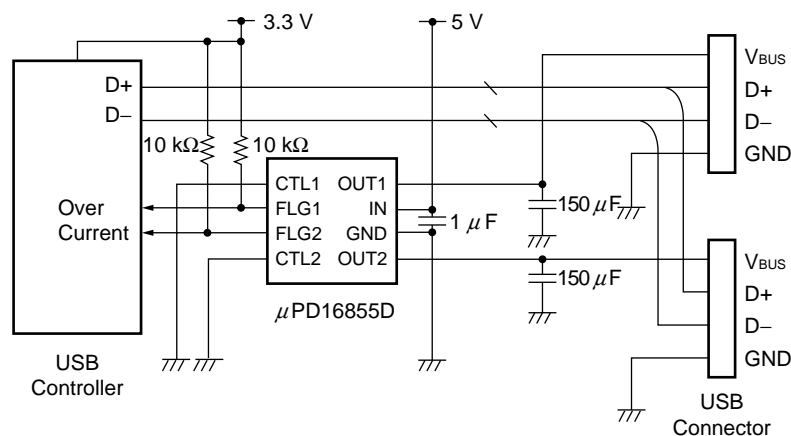 3.3 V
5 V
VBUS
D+
D−
GND
D+
D−
10 kΩ
10 kΩ
CTL1
OUT1
FLG1
IN
FLG2
GND
CTL2
OUT2
Over
Current
1 μF
150 μF
150 μF
VBUS
D+
D−
GND
μPD16855D
USB
Controller
USB
Connector